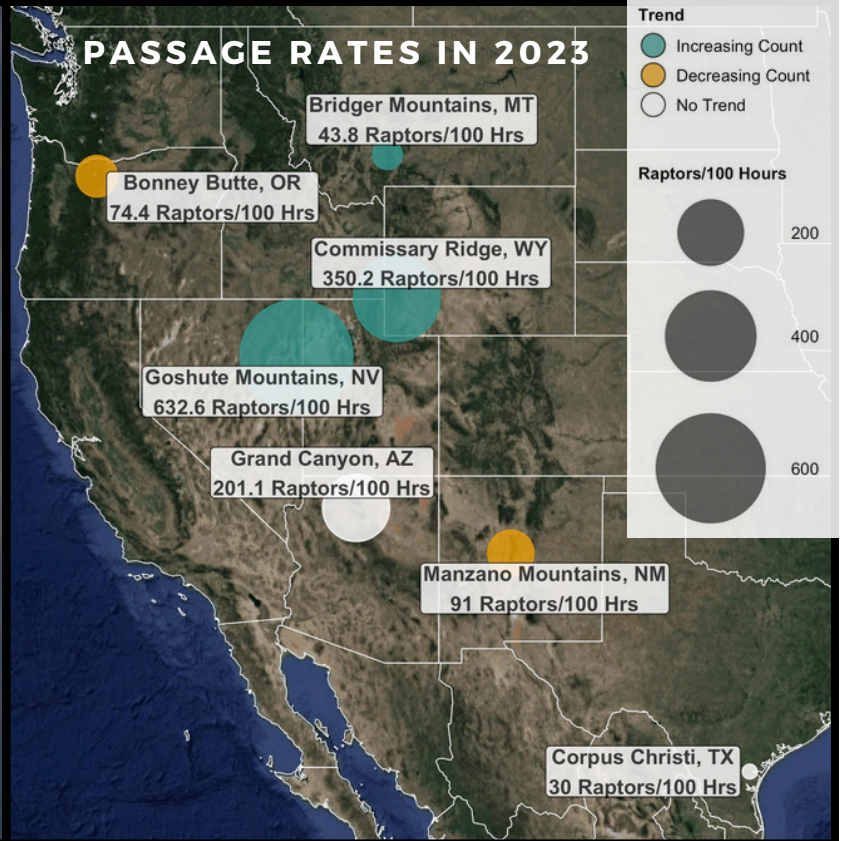 PASSAGE RATES IN 2023
Trend
Increasing Count
Decreasing Count
No Trend
Raptors/100 Hours
200
400
600
Bridger Mountains, MT
43.8 Raptors/100 Hrs
Bonney Butte, OR
74.4 Raptors/100 Hrs
Commissary Ridge, WY
350.2 Raptors/100 Hrs
Goshute Mountains, NV
632.6 Raptors/100 Hrs
Grand Canyon, AZ
201.1 Raptors/100 Hrs
Manzano Mountains, NM
91 Raptors/100 Hrs
Corpus Christi, TX
30 Raptors/100 Hrs